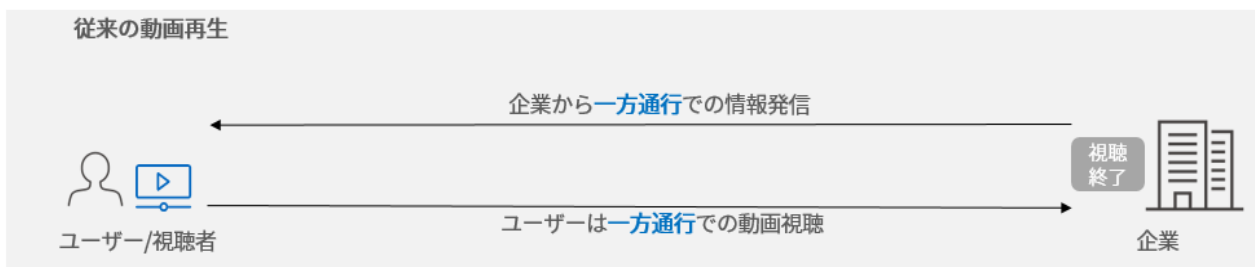 従来の動画再生
企業から一方通行での情報発信
視聴
終了
ユーザーは一方通行での動画視聴
ユーザー/視聴者
企業